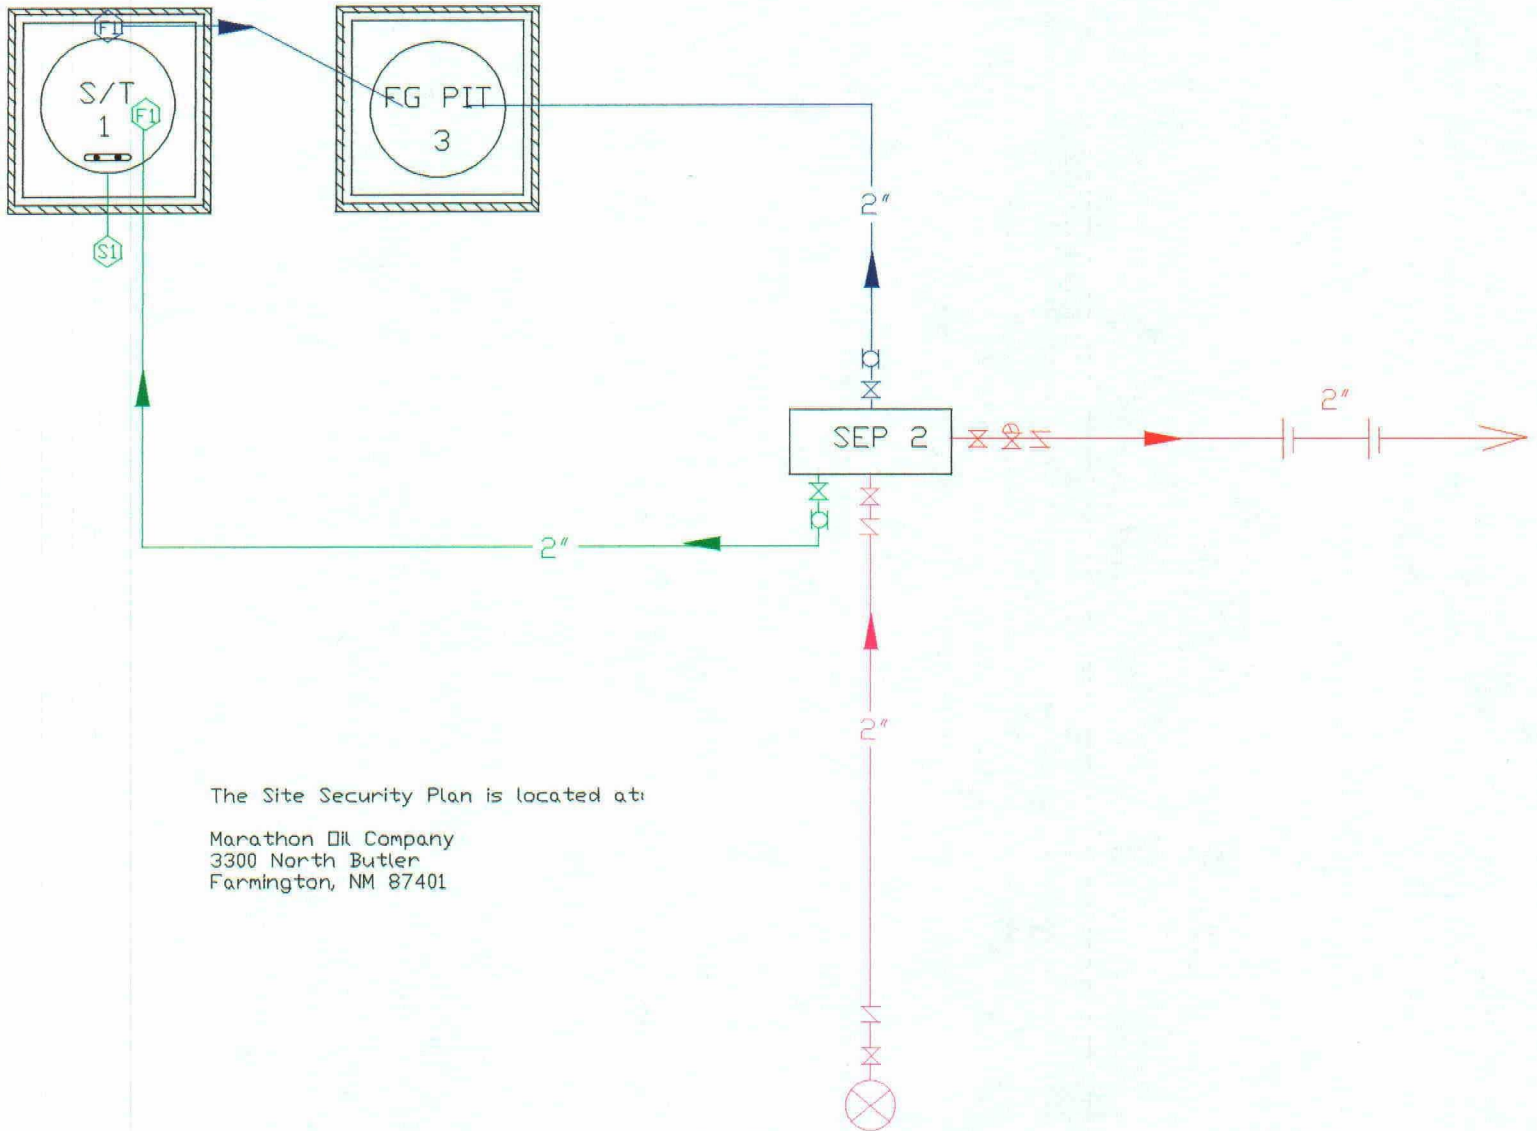 F1
S/T
1
F1
S1
FG PIT
3
2"
SEP 2
2"
2"
2"
The Site Security Plan is located at:
Marathon Oil Company
3300 North Butler
Farmington, NM 87401